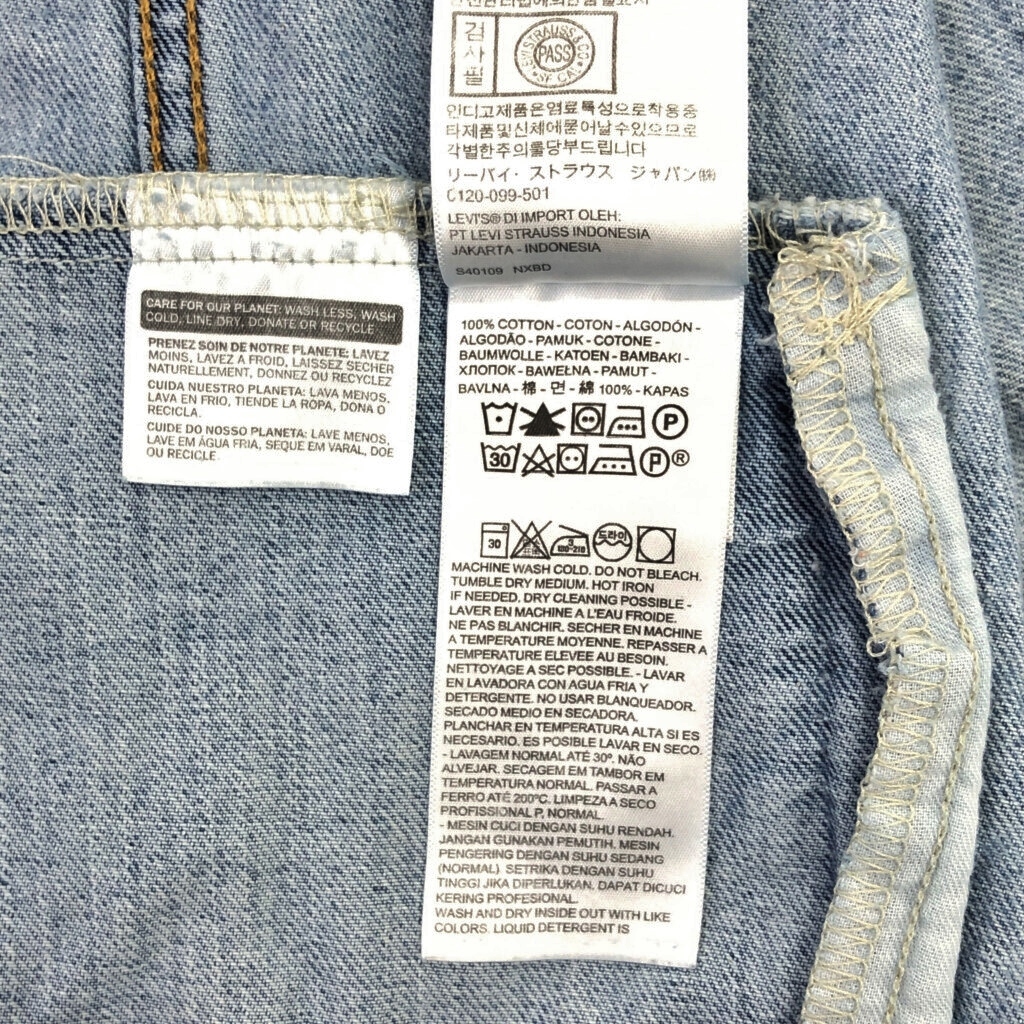 검
사
필
LEVI STRAUSS & CO
PASS
SF CAL
인디고제품은염료특성으로착용중
타제품및신체에묻어날수있으므로
각별한주의를당부드립니다
リーバイ・ストラウス ジャパン㈱
0120-099-501
LEVI'S® DI IMPORT OLEH:
PT LEVI STRAUSS INDONESIA
JAKARTA - INDONESIA
S40109 NXBD
CARE FOR OUR PLANET: WASH LESS, WASH
COLD, LINE DRY, DONATE OR RECYCLE
PRENEZ SOIN DE NOTRE PLANETE: LAVEZ
MOINS, LAVEZ A FROID, LAISSEZ SECHER
NATURELLEMENT, DONNEZ OU RECYCLEZ
CUIDA NUESTRO PLANETA: LAVA MENOS,
LAVA EN FRIO, TIENDE LA ROPA, DONA O
RECICLA.
CUIDE DO NOSSO PLANETA: LAVE MENOS,
LAVE EM ÁGUA FRIA, SEQUE EM VARAL, DOE
OU RECICLE
100% COTTON - COTON - ALGODÓN -
ALGODÃO - PAMUK - COTONE -
BAUMWOLLE - KATOEN - BAMBAKI -
ХЛОПОК - BAWEŁNA - PAMUT -
BAVLNA - 棉 - 면 - 綿 100% - KAPAS
P
30 P®
30 180-210 드라이
MACHINE WASH COLD. DO NOT BLEACH.
TUMBLE DRY MEDIUM. HOT IRON
IF NEEDED. DRY CLEANING POSSIBLE -
LAVER EN MACHINE A L'EAU FROIDE.
NE PAS BLANCHIR. SECHER EN MACHINE
A TEMPERATURE MOYENNE. REPASSER A
TEMPERATURE ELEVEE AU BESOIN.
NETTOYAGE A SEC POSSIBLE. - LAVAR
EN LAVADORA CON AGUA FRIA Y
DETERGENTE. NO USAR BLANQUEADOR.
SECADO MEDIO EN SECADORA.
PLANCHAR EN TEMPERATURA ALTA SI ES
NECESARIO. ES POSIBLE LAVAR EN SECO.
- LAVAGEM NORMAL ATÉ 30º. NÃO
ALVEJAR. SECAGEM EM TAMBOR EM
TEMPERATURA NORMAL. PASSAR A
FERRO ATÉ 200ºC. LIMPEZA A SECO
PROFISSIONAL P, NORMAL.
- MESIN CUCI DENGAN SUHU RENDAH.
JANGAN GUNAKAN PEMUTIH. MESIN
PENGERING DENGAN SUHU SEDANG
(NORMAL) SETRIKA DENGAN SUHU
TINGGI JIKA DIPERLUKAN. DAPAT DICUCI
KERING PROFESIONAL.
WASH AND DRY INSIDE OUT WITH LIKE
COLORS. LIQUID DETERGENT IS